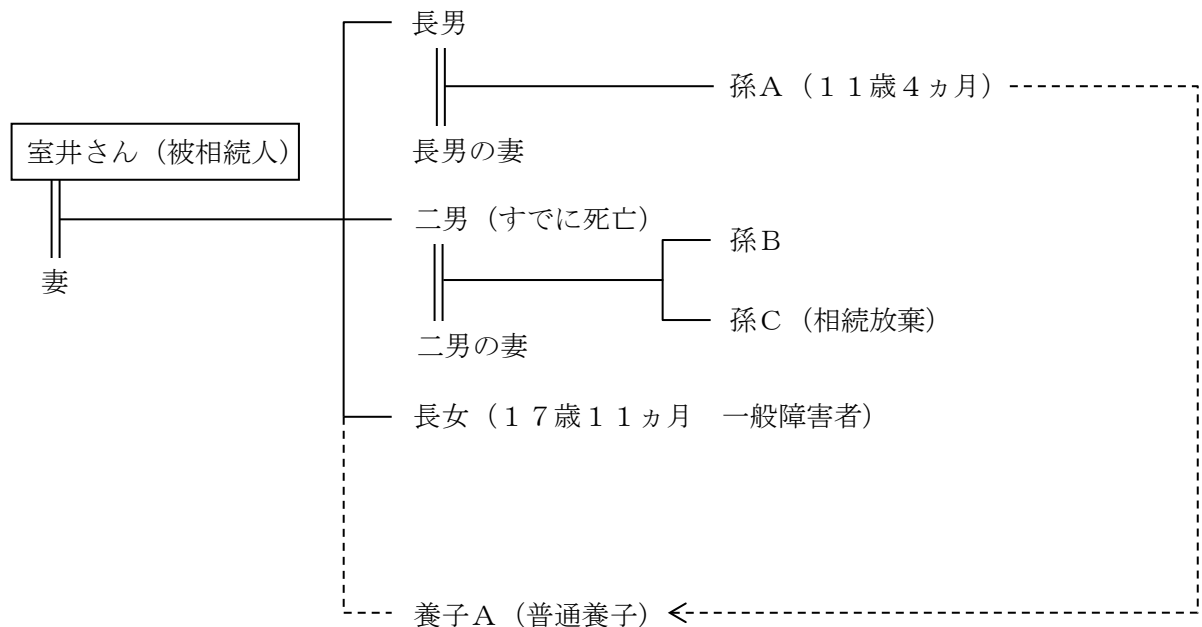 長男
孫A（11歳4ヵ月）
室井さん（被相続人）
長男の妻
二男（すでに死亡）
孫B
妻
孫C（相続放棄）
二男の妻
長女（17歳11ヵ月　一般障害者）
養子A（普通養子）